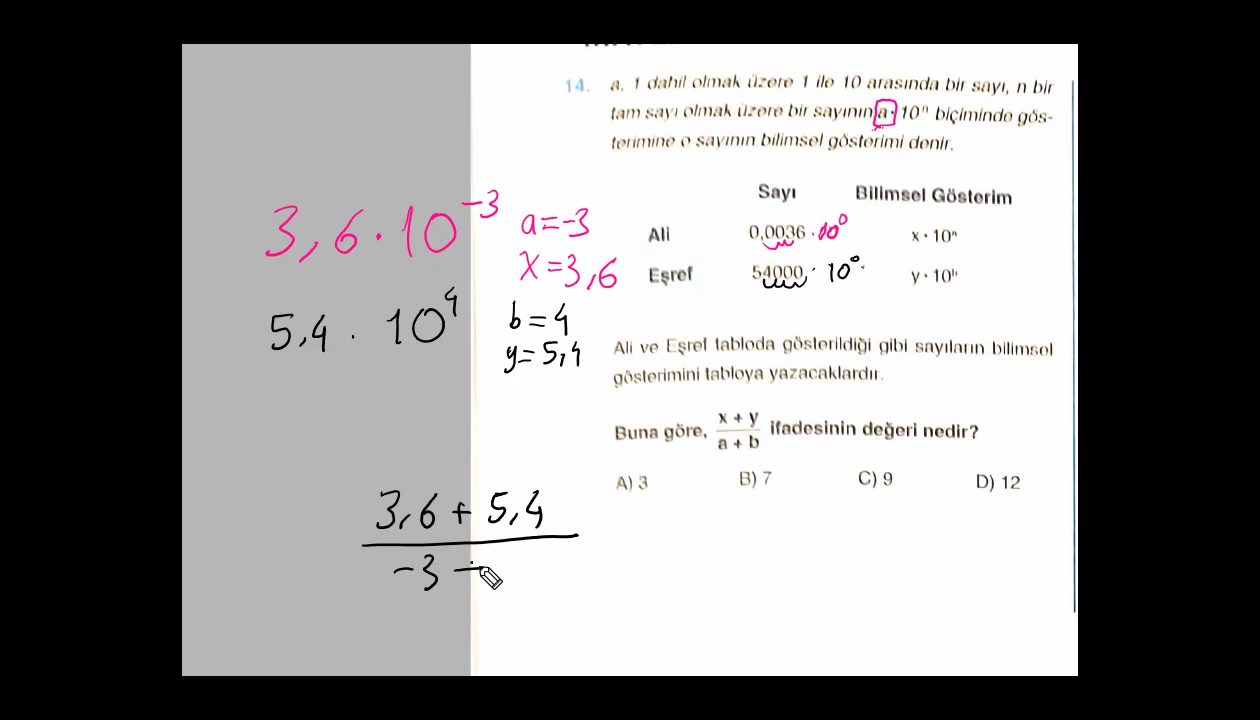 14. a, 1 dahil olmak üzere 1 ile 10 arasında bir sayı, n bir
tam sayı olmak üzere bir sayının a · 10ⁿ biçiminde gös-
terimine o sayının bilimsel gösterimi denir.
Sayı Bilimsel Gösterim
Ali 0,0036 · 10⁰ x · 10ⁿ
Eşref 54000 · 10⁰ y · 10ᵇ
3,6 · 10⁻³ a = -3
x = 3,6
5,4 · 10⁴ b = 4
y = 5,4
Ali ve Eşref tabloda gösterildiği gibi sayıların bilimsel
gösterimini tabloya yazacaklardır.
Buna göre, x + y / a + b ifadesinin değeri nedir?
A) 3 B) 7 C) 9 D) 12
3,6 + 5,4
-3